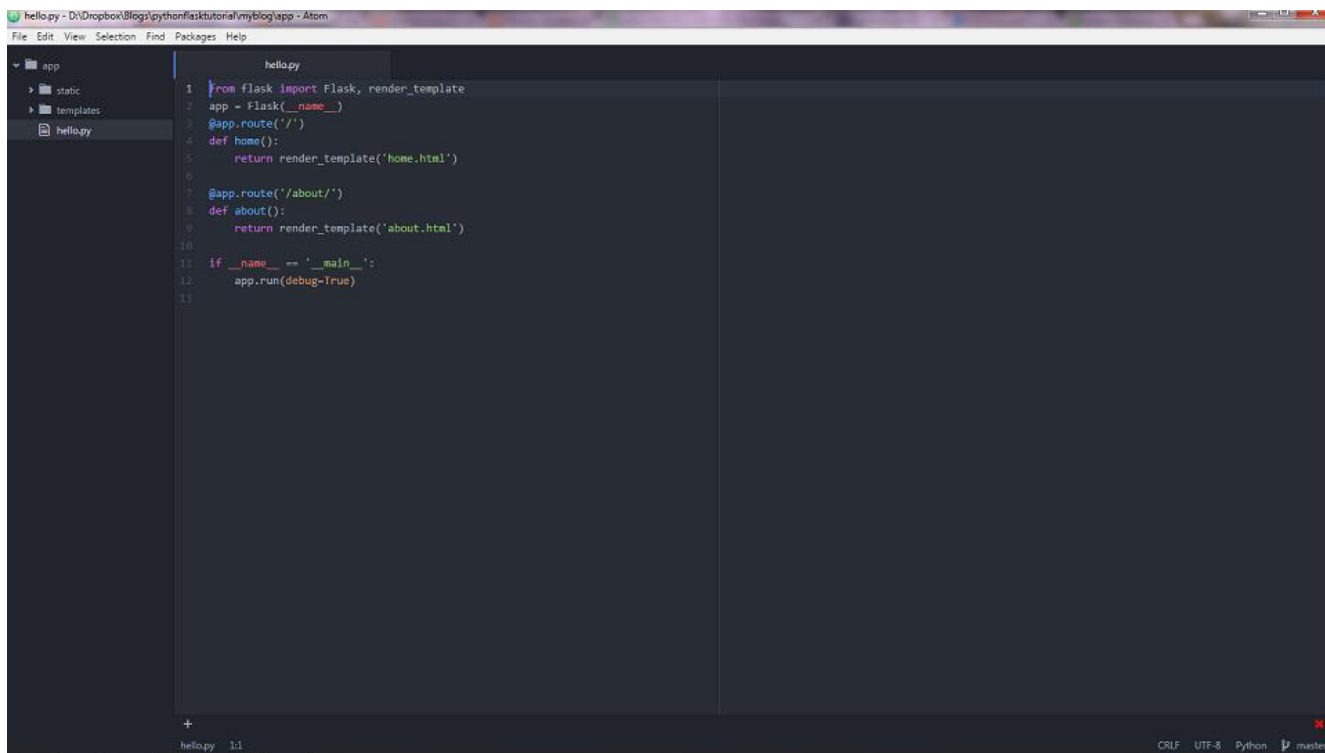 hello.py - D:\Dropbox\Blogs\pythonflasktutorial\myblog\app - Atom
File Edit View Selection Find Packages Help
app
static
templates
hello.py
hello.py
1 from flask import Flask, render_template
2 app = Flask(__name__)
3 @app.route('/')
4 def home():
5     return render_template('home.html')
6
7 @app.route('/about/')
8 def about():
9     return render_template('about.html')
10
11 if __name__ == '__main__':
12     app.run(debug=True)
13
+
hello.py 1:1
CRLF UTF-8 Python master